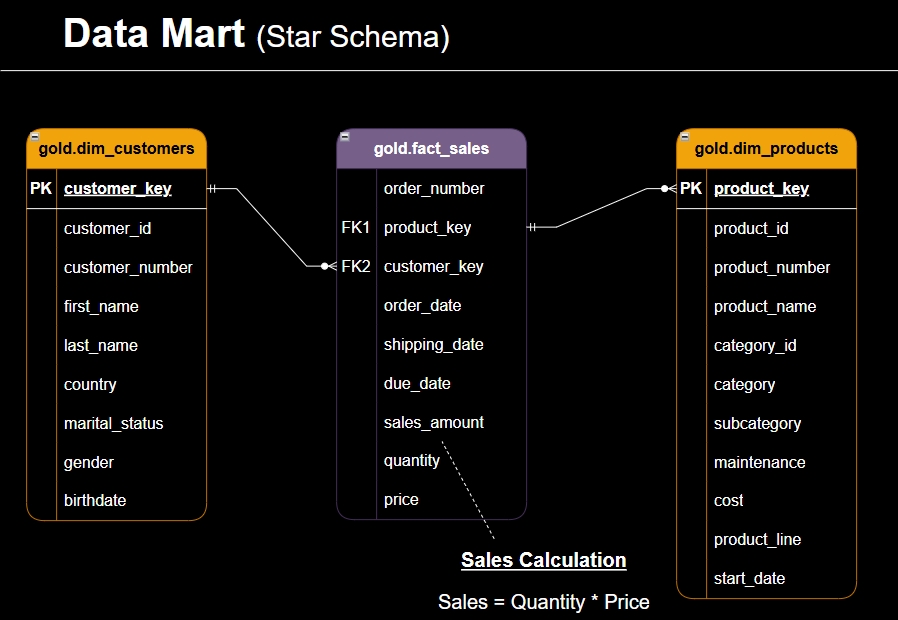 Data Mart (Star Schema)
gold.dim_customers
PK customer_key
customer_id
customer_number
first_name
last_name
country
marital_status
gender
birthdate
gold.fact_sales
order_number
FK1 product_key
FK2 customer_key
order_date
shipping_date
due_date
sales_amount
quantity
price
Sales Calculation
Sales = Quantity * Price
gold.dim_products
PK product_key
product_id
product_number
product_name
category_id
category
subcategory
maintenance
cost
product_line
start_date